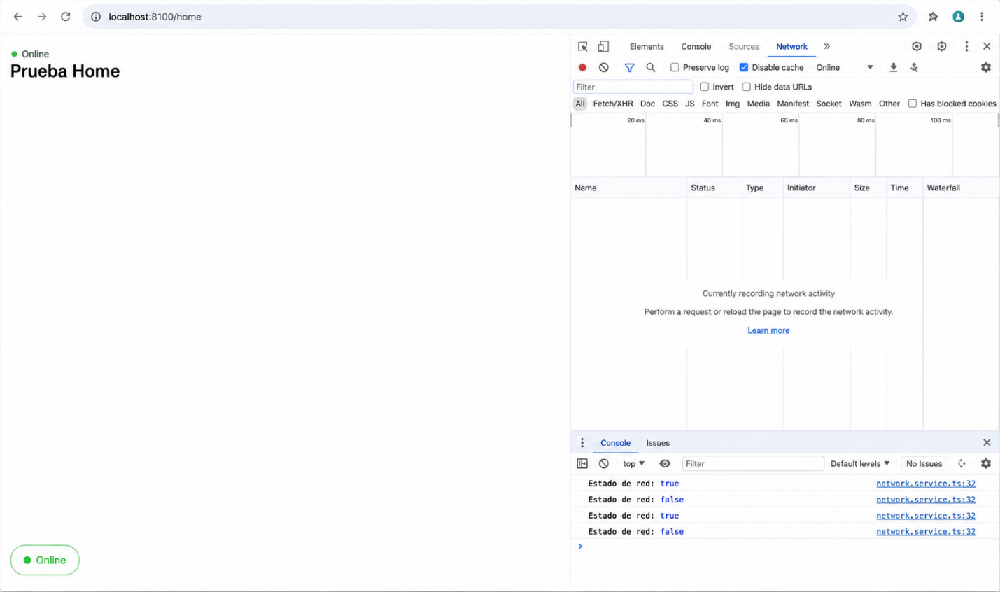 localhost:8100/home
Online
Prueba Home
Online
Elements Console Sources Network
Preserve log Disable cache Online
Filter Invert Hide data URLs
All Fetch/XHR Doc CSS JS Font Img Media Manifest Socket Wasm Other Has blocked cookies
20 ms 40 ms 60 ms 80 ms 100 ms
Name Status Type Initiator Size Time Waterfall
Currently recording network activity
Perform a request or reload the page to record the network activity.
Learn more
Console Issues
top Filter Default levels No Issues
Estado de red: true network.service.ts:32
Estado de red: false network.service.ts:32
Estado de red: true network.service.ts:32
Estado de red: false network.service.ts:32